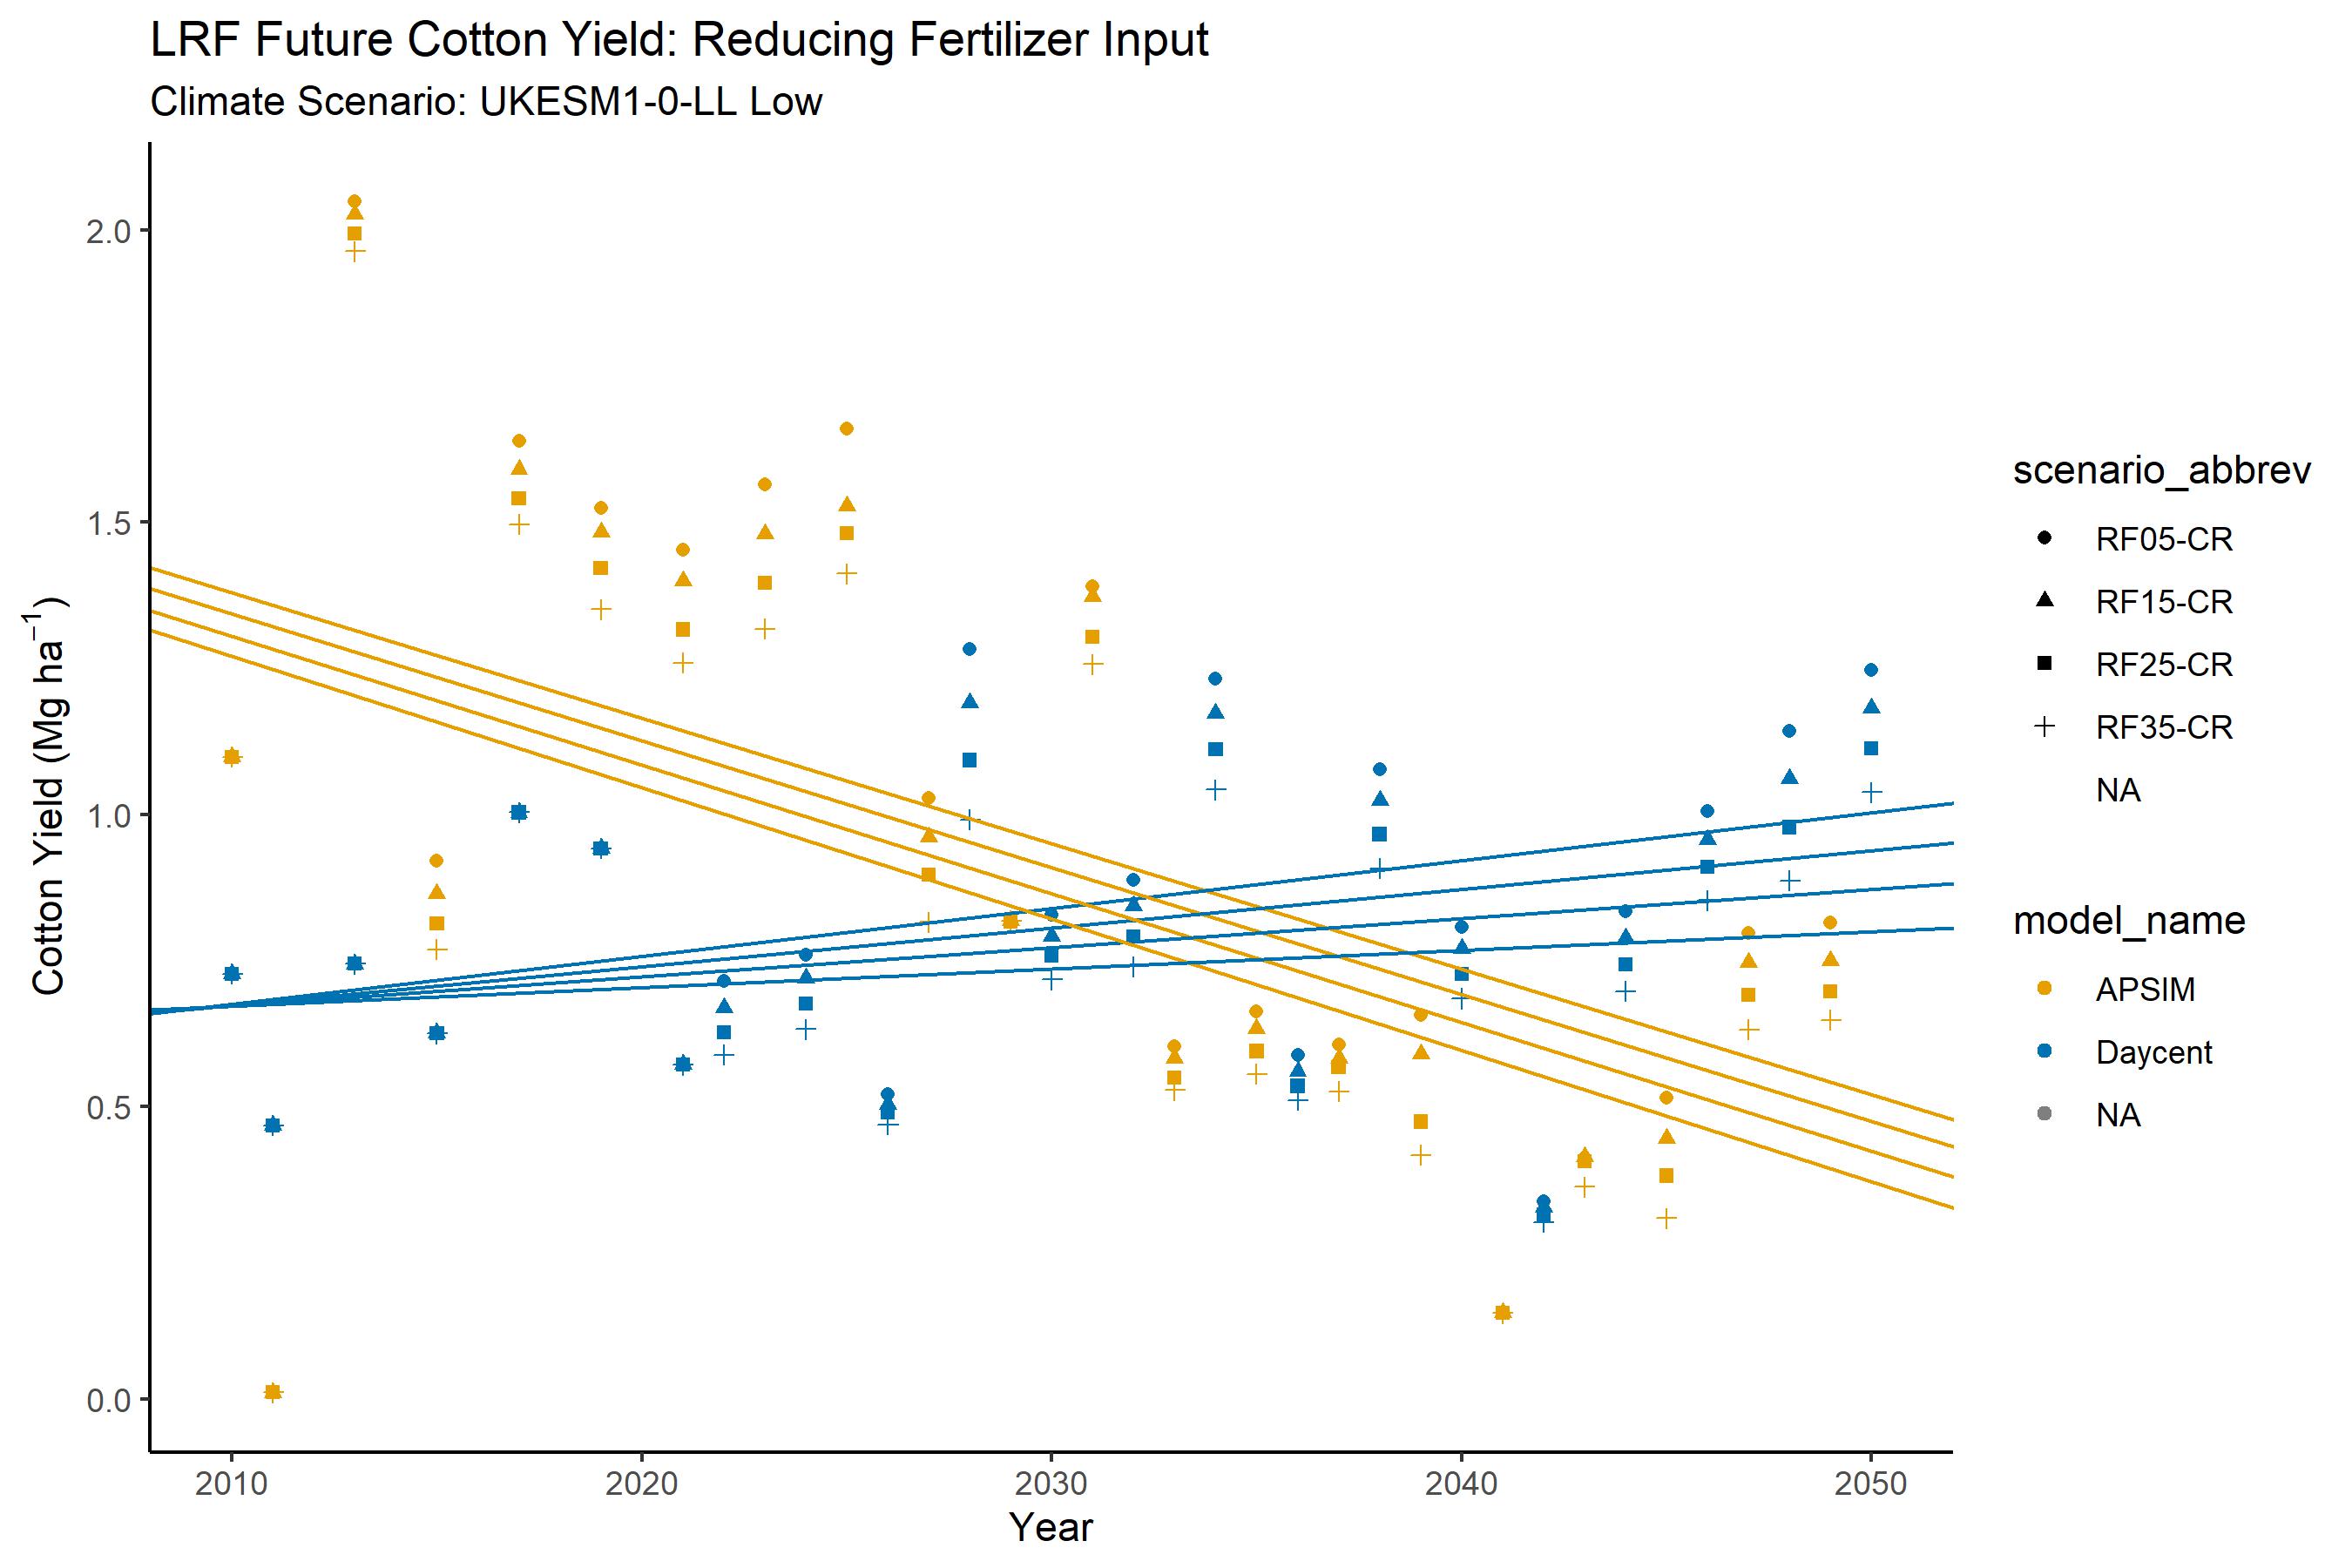 LRF Future Cotton Yield: Reducing Fertilizer Input
Climate Scenario: UKESM1-0-LL Low
Cotton Yield (Mg ha⁻¹)
2.0
1.5
1.0
0.5
0.0
2010
2020
2030
2040
2050
Year
scenario_abbrev
RF05-CR
RF15-CR
RF25-CR
RF35-CR
NA
model_name
APSIM
Daycent
NA